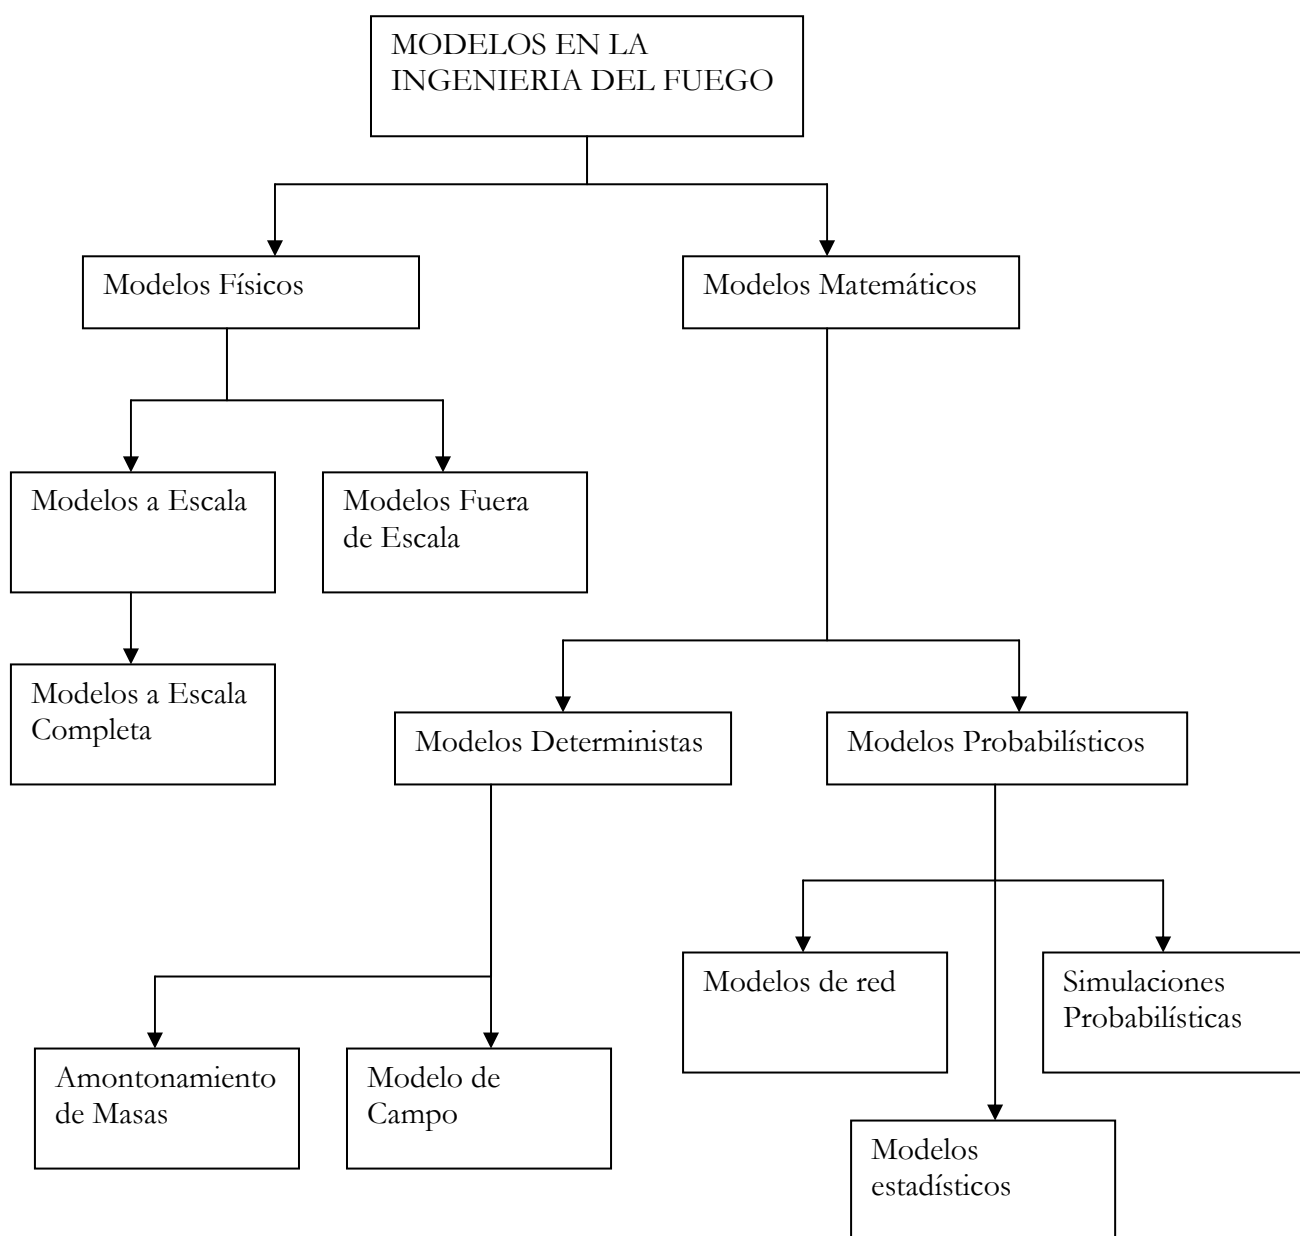 MODELOS EN LA
INGENIERIA DEL FUEGO
Modelos Físicos
Modelos Matemáticos
Modelos a Escala
Modelos Fuera
de Escala
Modelos a Escala
Completa
Modelos Deterministas
Modelos Probabilísticos
Modelos de red
Simulaciones
Probabilísticas
Amontonamiento
de Masas
Modelo de
Campo
Modelos
estadísticos